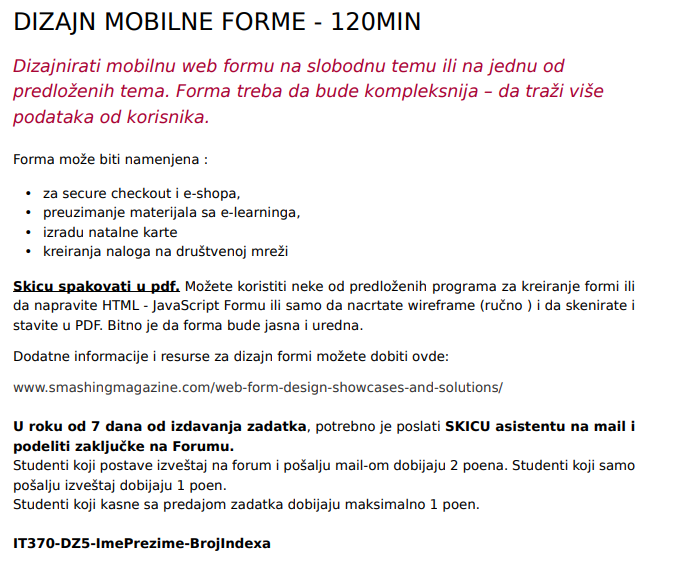 DIZAJN MOBILNE FORME - 120MIN
Dizajnirati mobilnu web formu na slobodnu temu ili na jednu od
predloženih tema. Forma treba da bude kompleksnija – da traži više
podataka od korisnika.
Forma može biti namenjena :
• za secure checkout i e-shopa,
• preuzimanje materijala sa e-learninga,
• izradu natalne karte
• kreiranja naloga na društvenoj mreži
Skicu spakovati u pdf. Možete koristiti neke od predloženih programa za kreiranje formi ili
da napravite HTML - JavaScript Formu ili samo da nacrtate wireframe (ručno ) i da skenirate i
stavite u PDF. Bitno je da forma bude jasna i uredna.
Dodatne informacije i resurse za dizajn formi možete dobiti ovde:
www.smashingmagazine.com/web-form-design-showcases-and-solutions/
U roku od 7 dana od izdavanja zadatka, potrebno je poslati SKICU asistentu na mail i
podeliti zaključke na Forumu.
Studenti koji postave izveštaj na forum i pošalju mail-om dobijaju 2 poena. Studenti koji samo
pošalju izveštaj dobijaju 1 poen.
Studenti koji kasne sa predajom zadatka dobijaju maksimalno 1 poen.
IT370-DZ5-ImePrezime-BrojIndexa